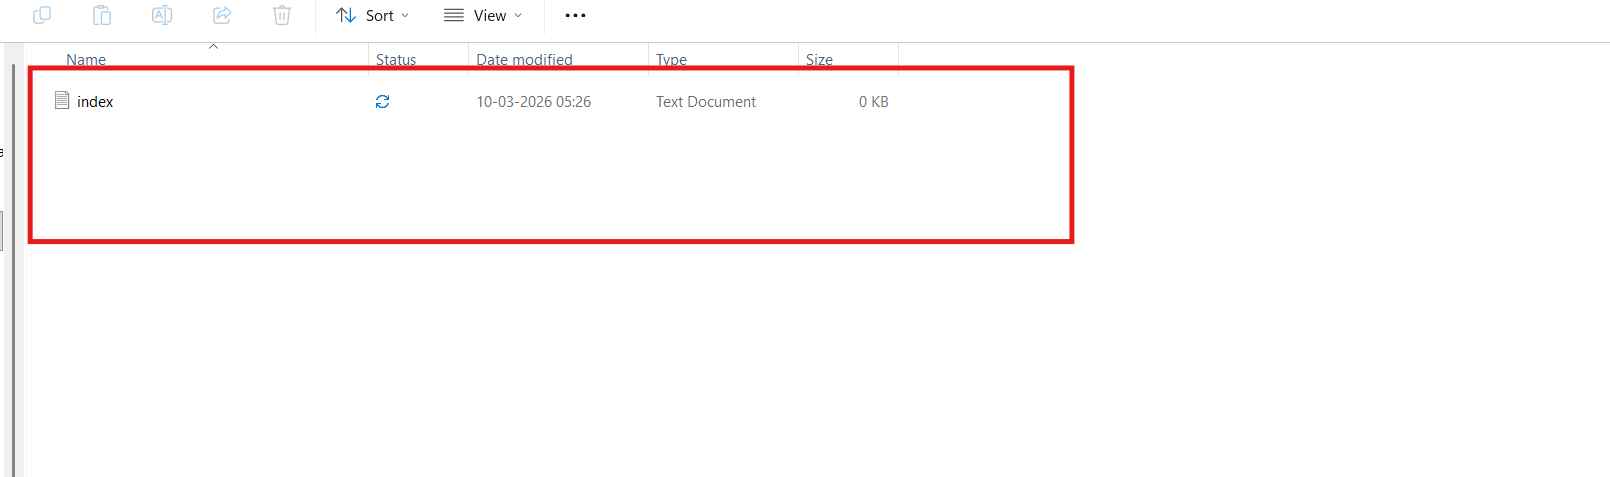 Sort View
Name Status Date modified Type Size
index 10-03-2026 05:26 Text Document 0 KB